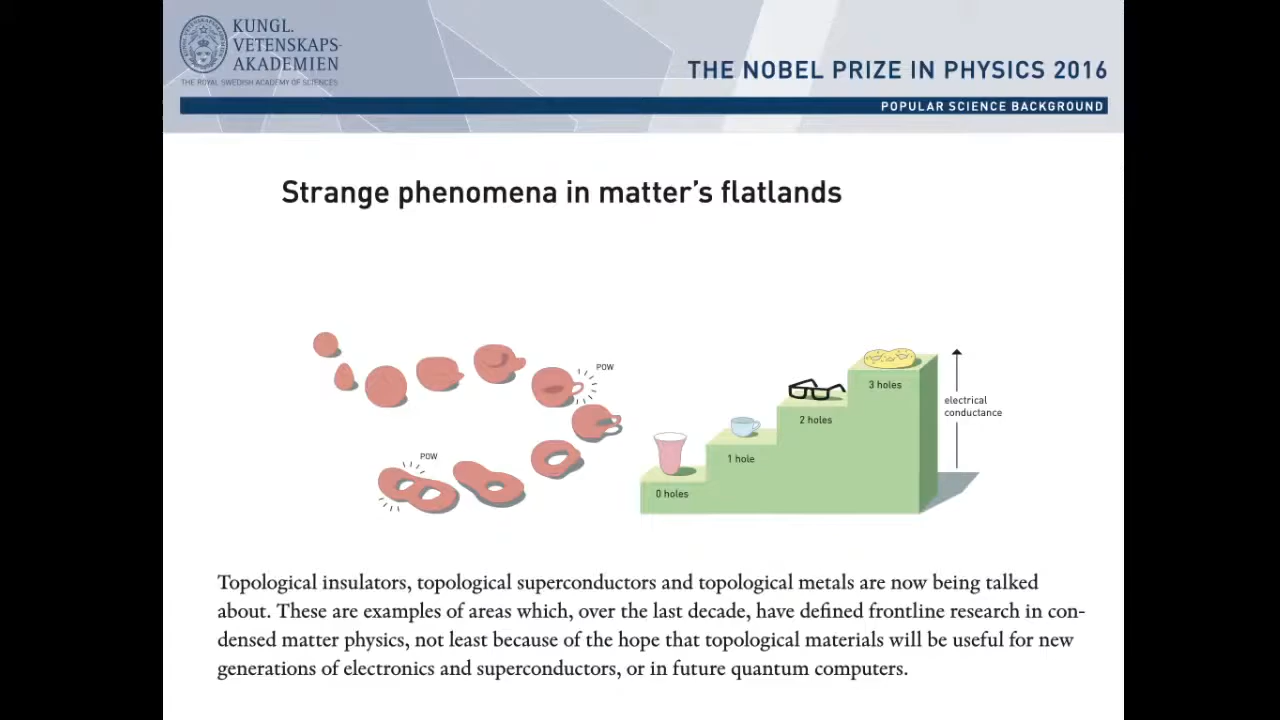 KUNGL.
VETENSKAPS-
AKADEMIEN
THE ROYAL SWEDISH ACADEMY OF SCIENCES
THE NOBEL PRIZE IN PHYSICS 2016
POPULAR SCIENCE BACKGROUND
Strange phenomena in matter’s flatlands
POW
POW
0 holes
1 hole
2 holes
3 holes
electrical
conductance
Topological insulators, topological superconductors and topological metals are now being talked
about. These are examples of areas which, over the last decade, have defined frontline research in con-
densed matter physics, not least because of the hope that topological materials will be useful for new
generations of electronics and superconductors, or in future quantum computers.